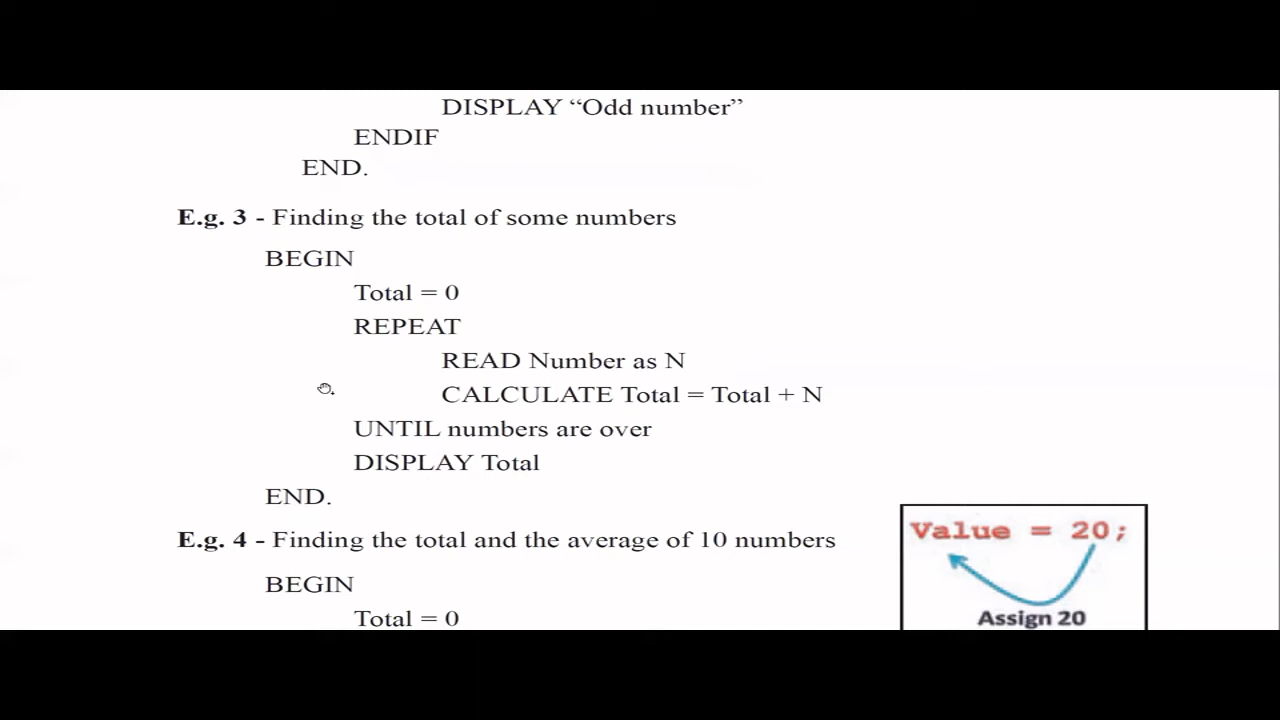 DISPLAY “Odd number”
ENDIF
END.
E.g. 3 - Finding the total of some numbers
BEGIN
Total = 0
REPEAT
READ Number as N
CALCULATE Total = Total + N
UNTIL numbers are over
DISPLAY Total
END.
E.g. 4 - Finding the total and the average of 10 numbers
BEGIN
Total = 0
Value = 20;
Assign 20